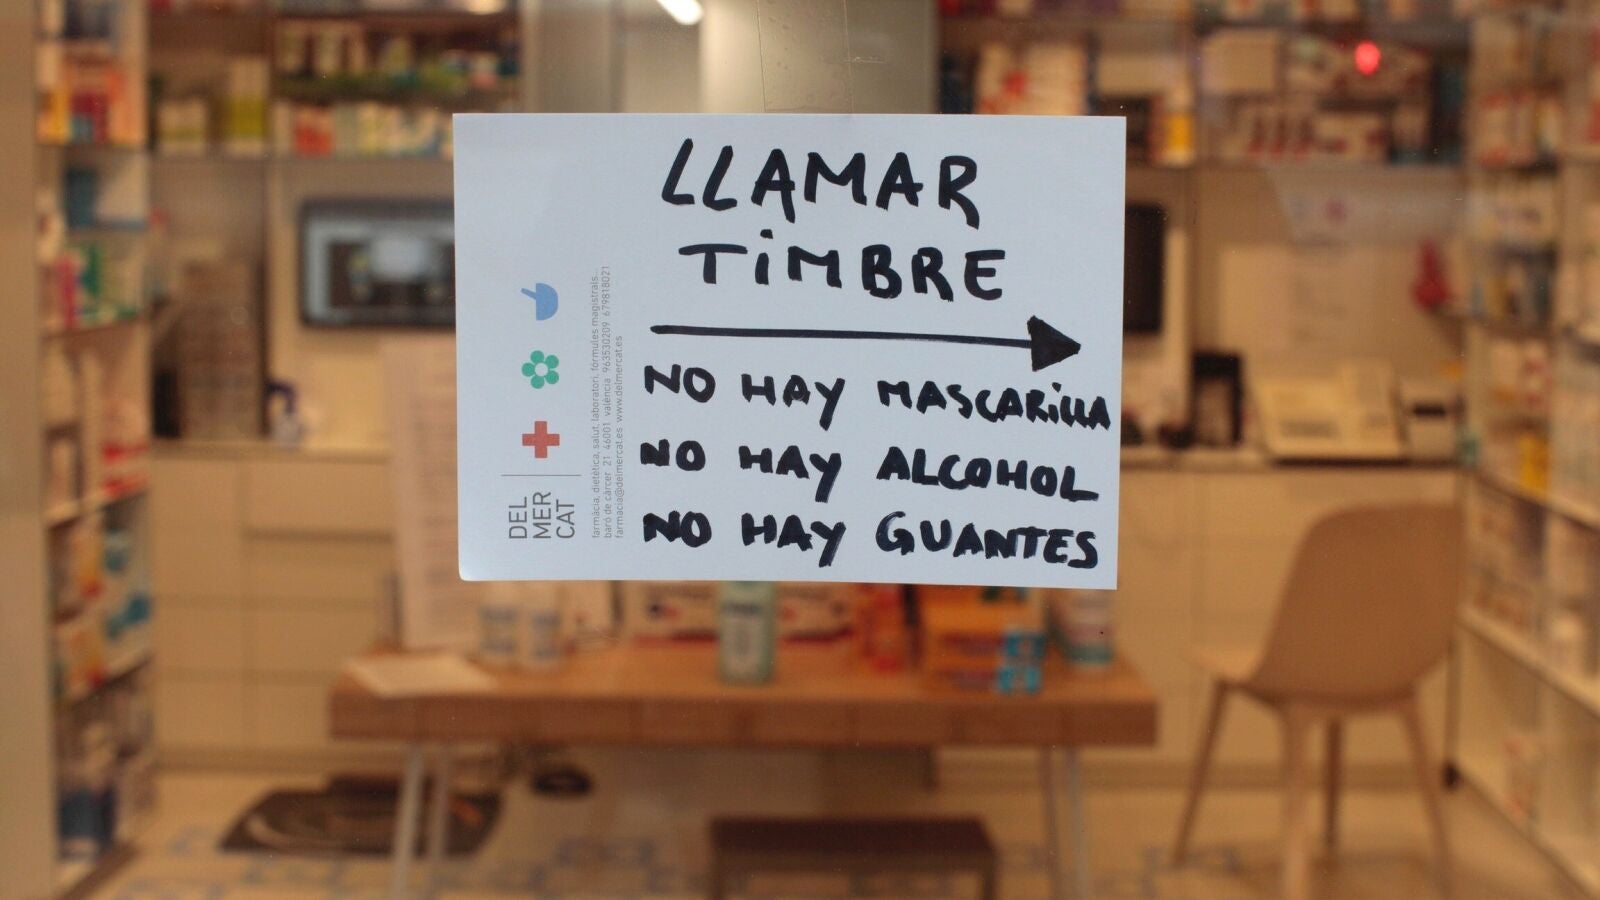 LLAMAR
TiMBRE
NO HAY MASCARiLLA
NO HAY ALCOHOL
NO HAY GUANTES
DEL
MER
CAT
farmàcia, dietètica, salut, laboratori, fórmules magistrals...
baró de càrcer 21 46001 valència 963530209 679818021
farmacia@delmercat.es www.delmercat.es